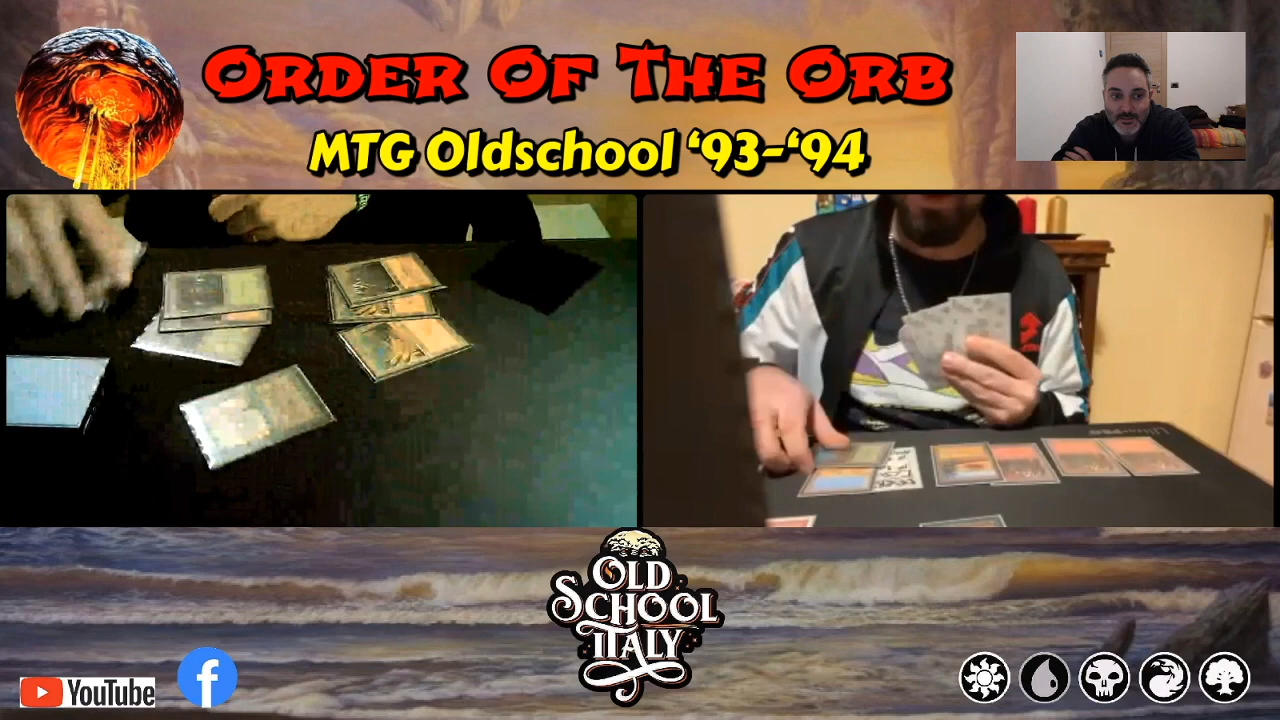 ORDER OF THE ORB
MTG Oldschool ‘93-‘94
OLD
SCHOOL
ITALY
YouTube
f